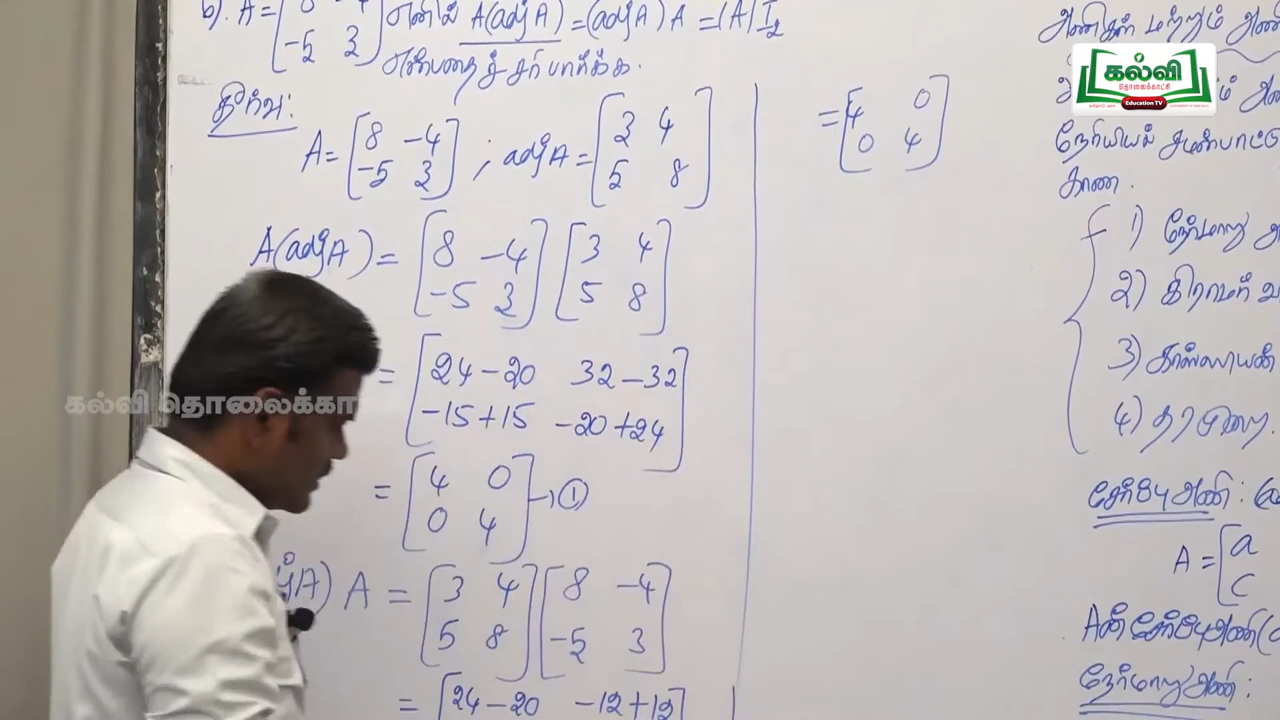 6). A = [8 -4] எனில் A(adj A) = (adj A) A = |A| I₂
[-5 3] என்பதைச் சரிபார்க்க.
தீர்வு:
A = [8 -4] ; adj A = [3 4]
[-5 3] [5 8]
A(adj A) = [8 -4] [3 4]
[-5 3] [5 8]
= [24-20 32-32]
[-15+15 -20+24]
= [4 0] → ①
[0 4]
A) A = [3 4] [8 -4]
[5 8] [-5 3]
= [24-20 -12+12]
= [4 0]
[0 4]
அணிகள் மற்றும்
நேரியியல் சமன்பாட்டு
காண.
1) நேர்மாறு
2) கிராமர்
3) காஸ்ஸியன்
4) தர முறை.
சேர்ப்பு அணி:
A = [a
[c
A ன் சேர்ப்பு அணி
நேர்மாறு அணி:
கல்வி
தொலைக்காட்சி
Education TV
கல்வி தொலைக்கா